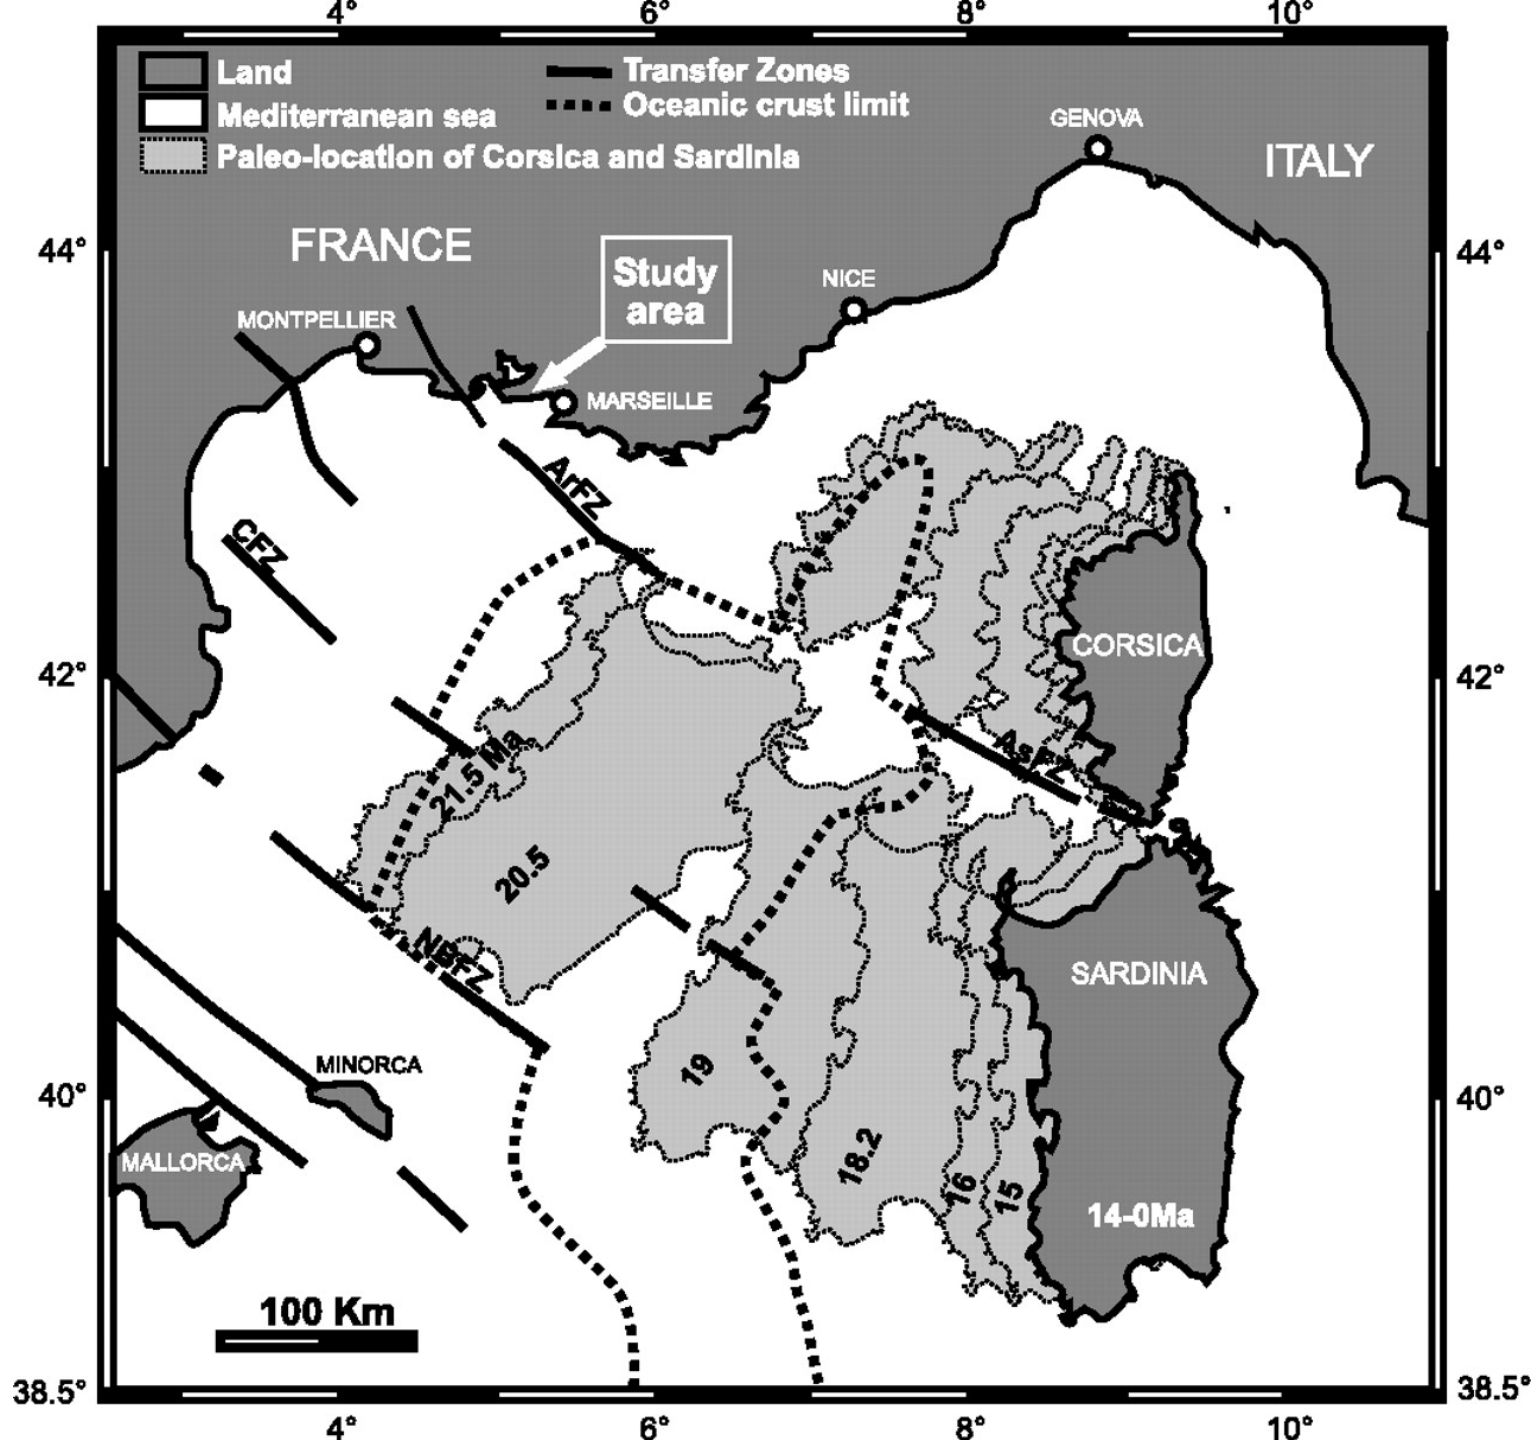 4° 6° 8° 10°
Land
Transfer Zones
Mediterranean sea
Oceanic crust limit
Paleo-location of Corsica and Sardinia
GENOVA
ITALY
44°
FRANCE
44°
Study
area
NICE
MONTPELLIER
MARSEILLE
ArFZ
CFZ
42°
CORSICA
42°
AsFZ
21.5 Ma
20.5
NBFZ
SARDINIA
19
MINORCA
40°
40°
MALLORCA
18.2
16
15
14-0Ma
100 Km
38.5°
38.5°
4° 6° 8° 10°